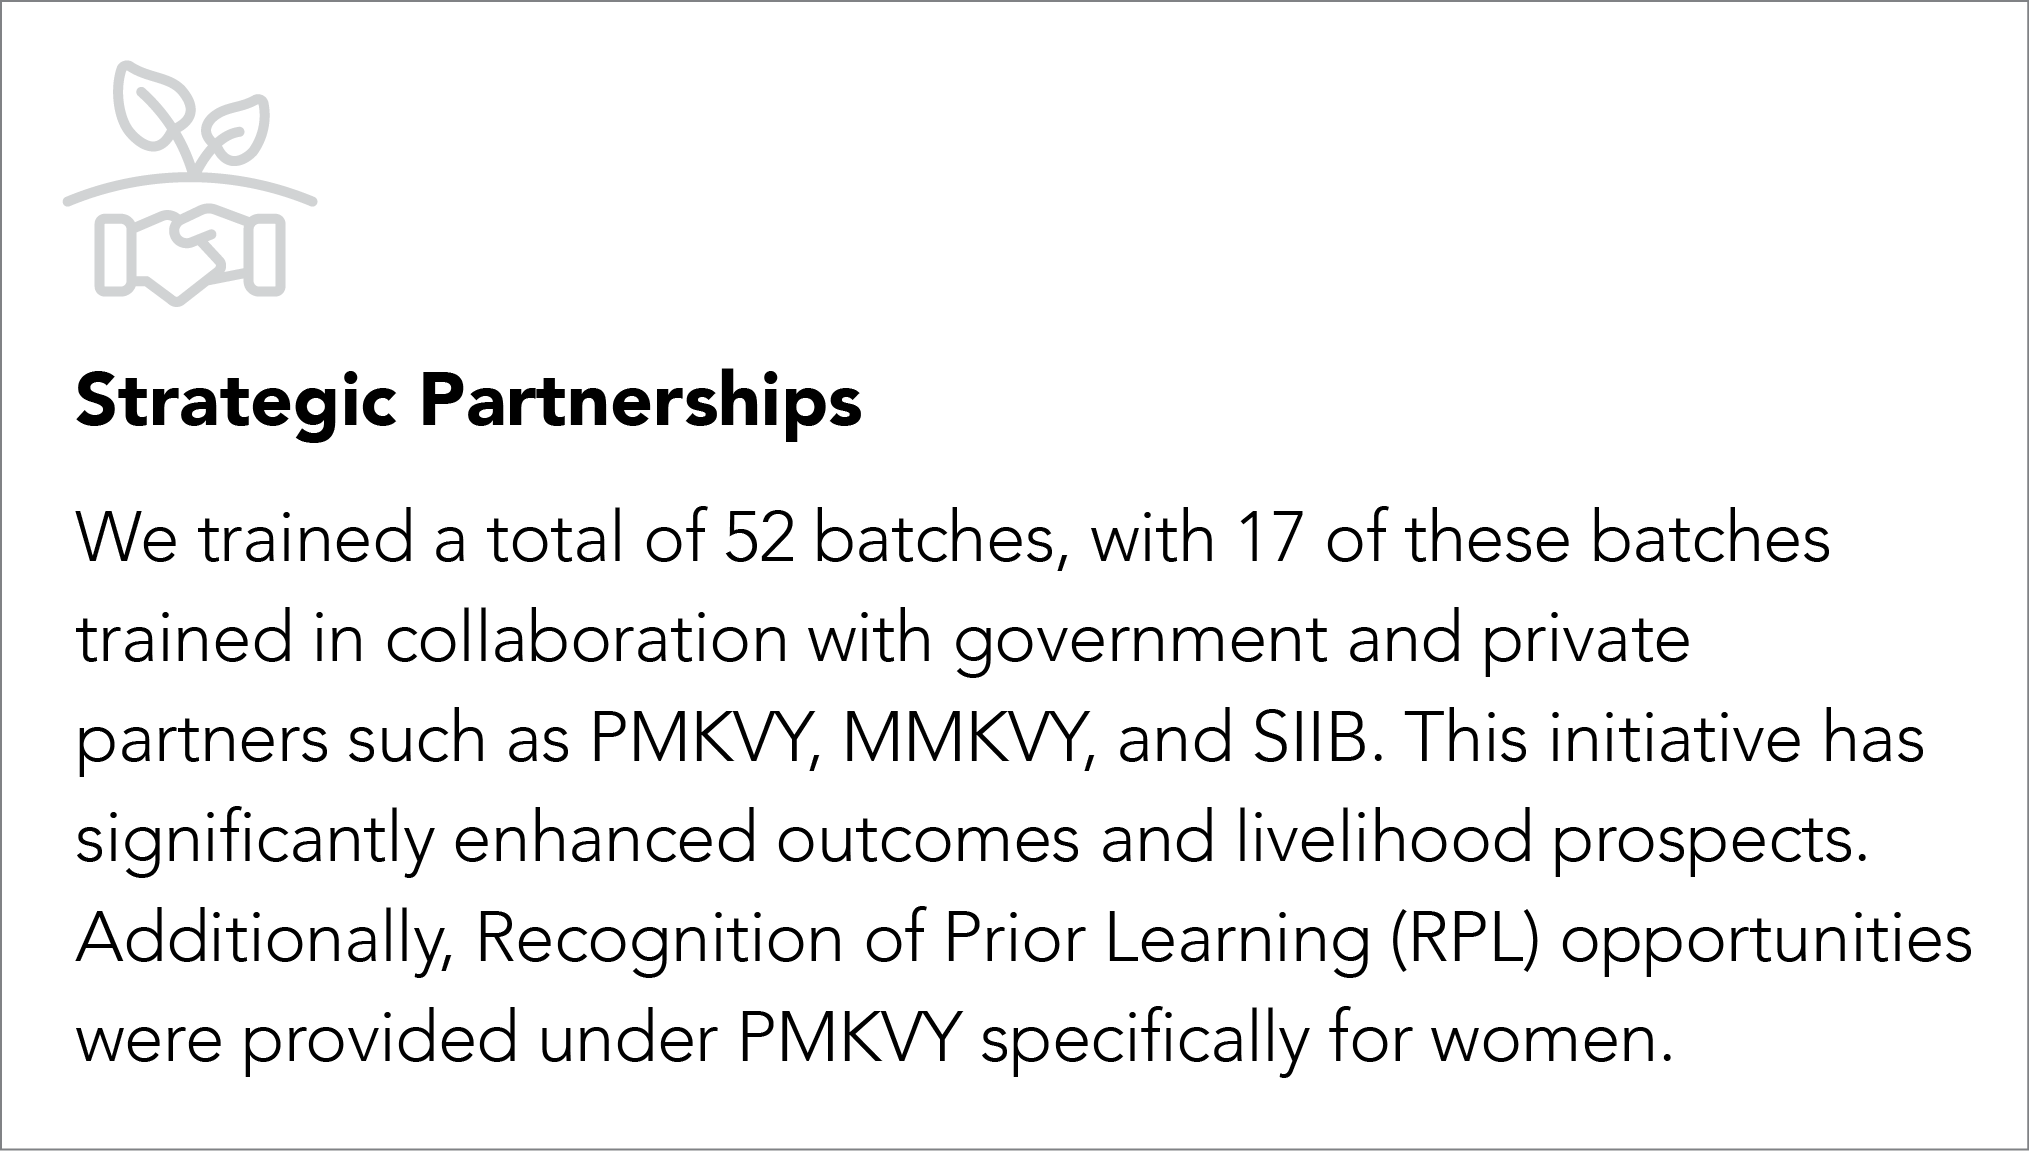 Strategic Partnerships
We trained a total of 52 batches, with 17 of these batches
trained in collaboration with government and private
partners such as PMKVY, MMKVY, and SIIB. This initiative has
significantly enhanced outcomes and livelihood prospects.
Additionally, Recognition of Prior Learning (RPL) opportunities
were provided under PMKVY specifically for women.